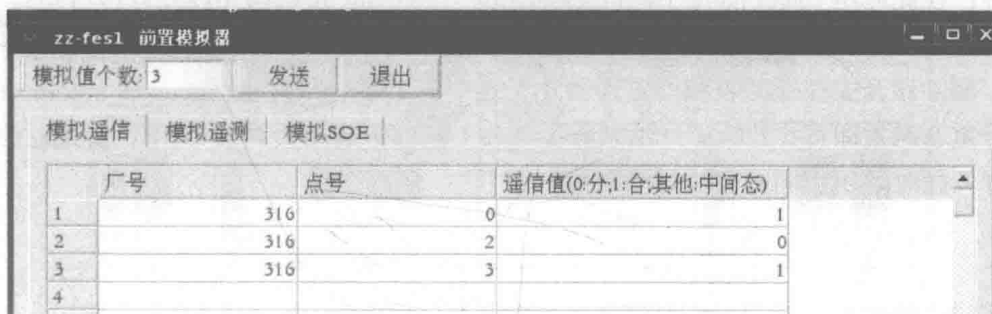 zz-fes1 前置模拟器
模拟值个数: 3 发送 退出
模拟遥信 模拟遥测 模拟SOE
厂号 点号 遥信值(0:分;1:合;其他:中间态)
1 316 0 1
2 316 2 0
3 316 3 1
4